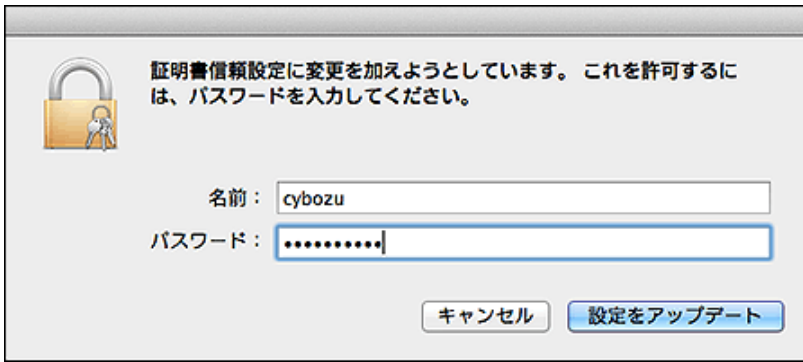 証明書信頼設定に変更を加えようとしています。 これを許可するに
は、パスワードを入力してください。
名前： cybozu
パスワード： ••••••••••
キャンセル 設定をアップデート